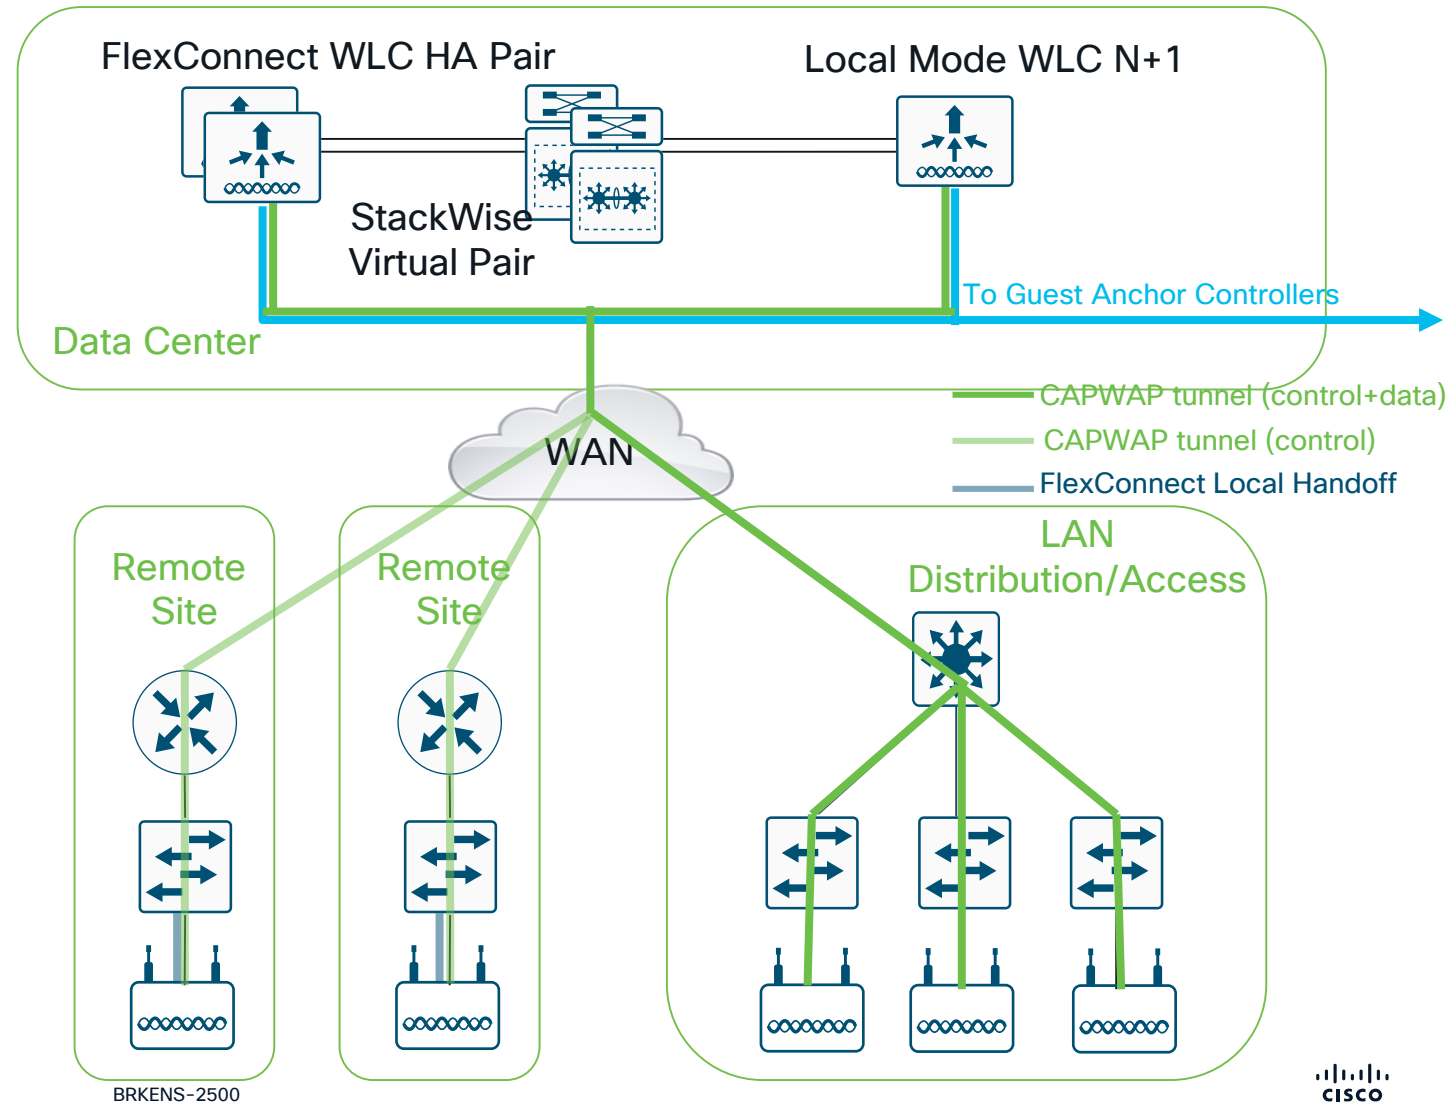 FlexConnect WLC HA Pair
Local Mode WLC N+1
StackWise
Virtual Pair
To Guest Anchor Controllers
Data Center
CAPWAP tunnel (control+data)
CAPWAP tunnel (control)
FlexConnect Local Handoff
WAN
Remote
Site
Remote
Site
LAN
Distribution/Access
BRKENS-2500
CISCO